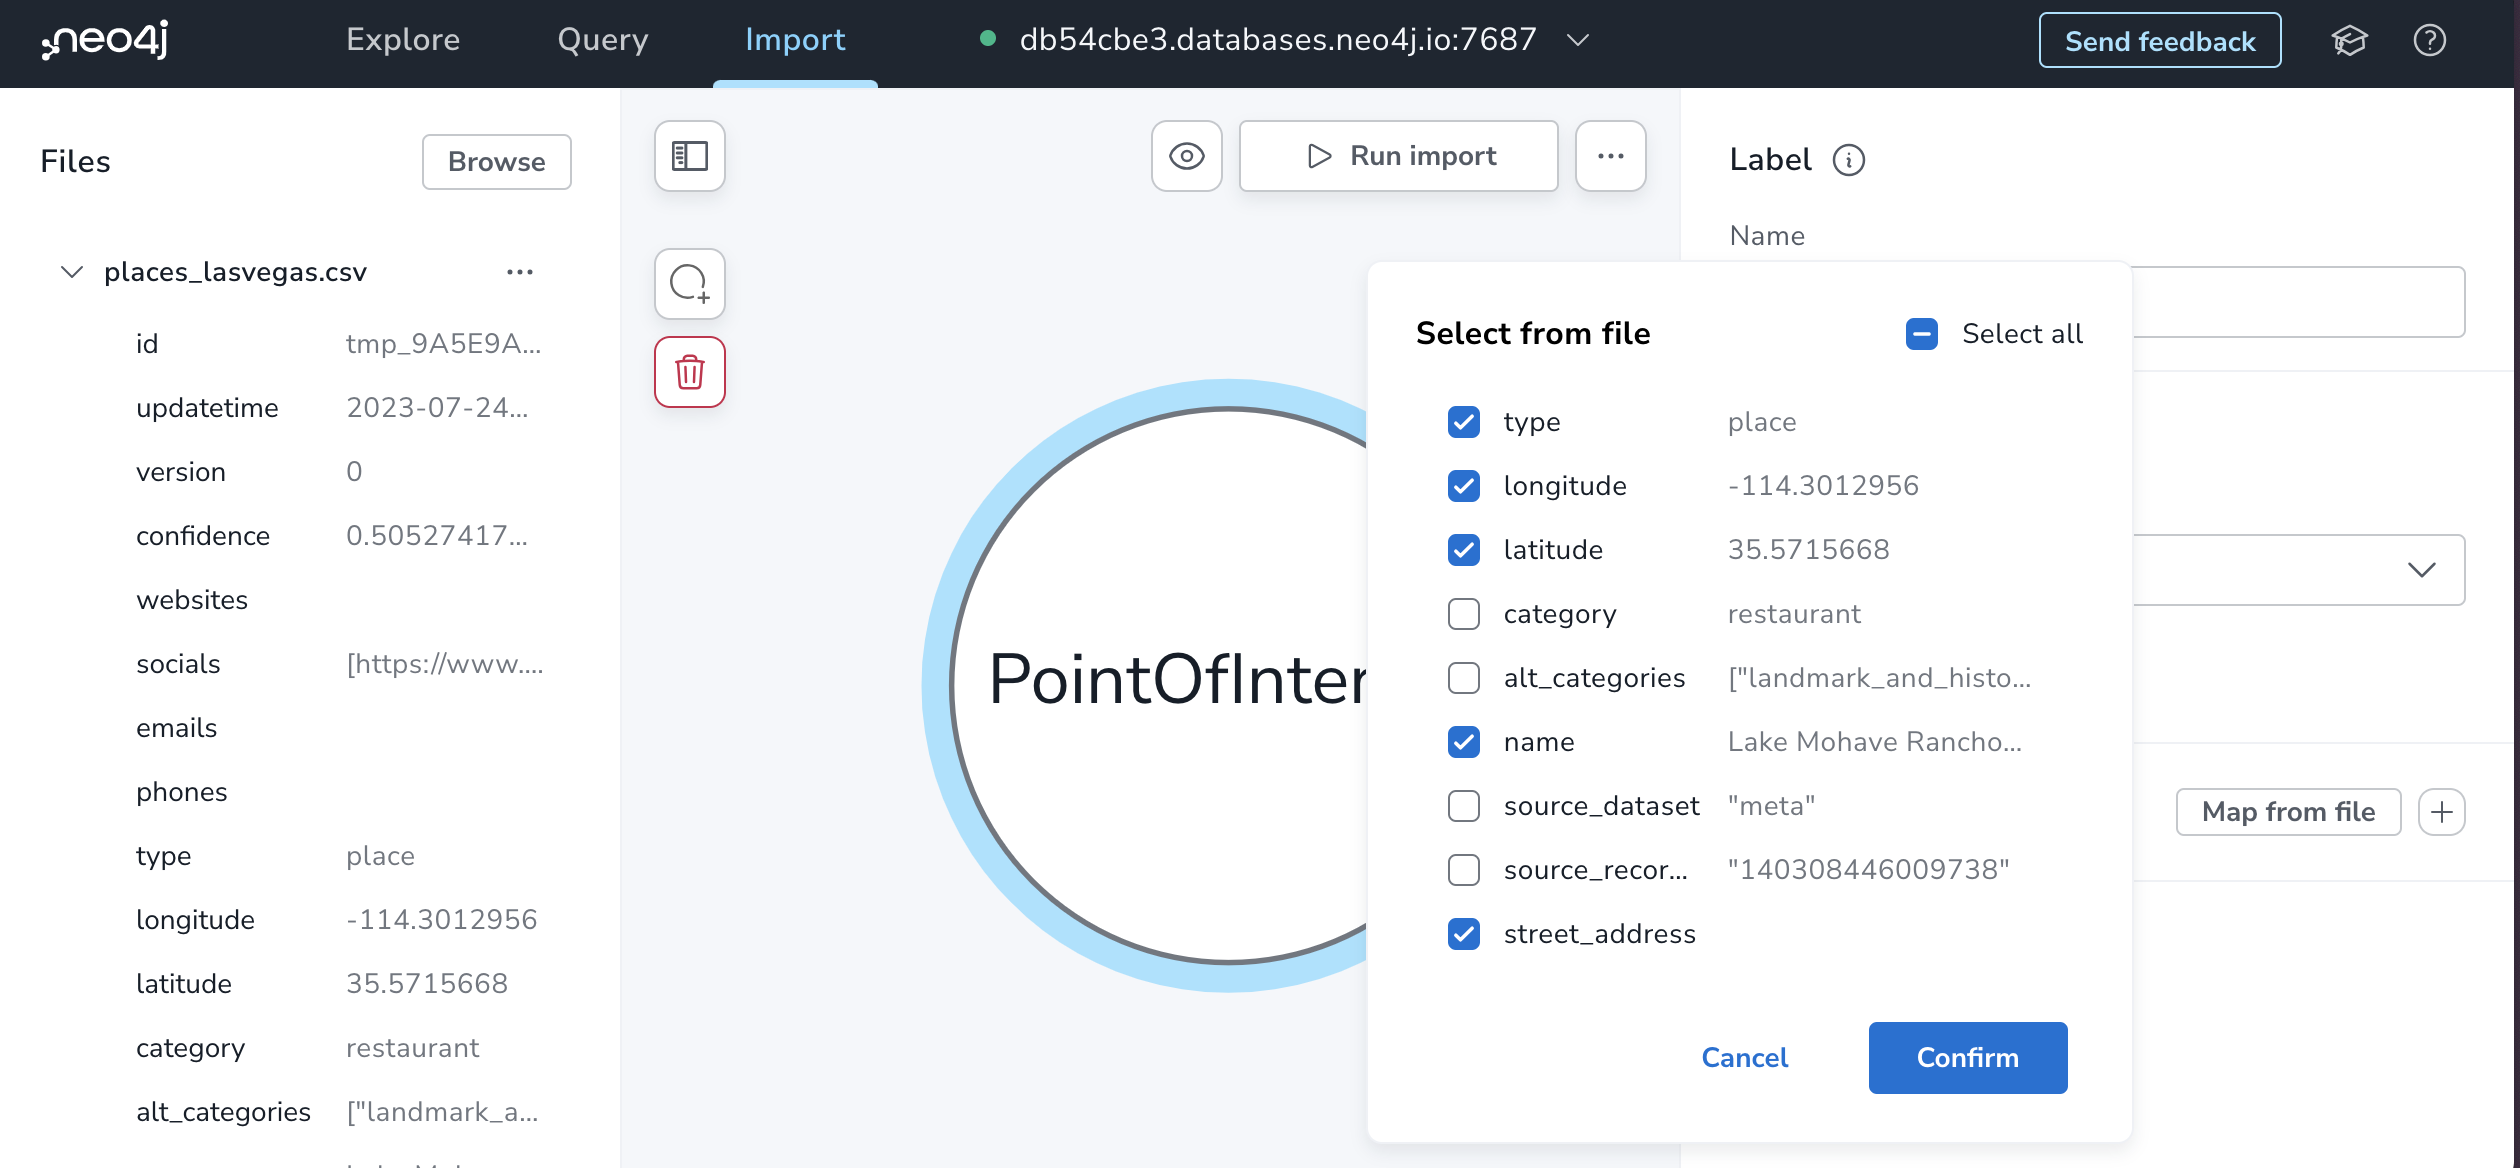 neo4j Explore Query Import db54cbe3.databases.neo4j.io:7687 Send feedback
Files Browse
places_lasvegas.csv
id tmp_9A5E9A...
updatetime 2023-07-24...
version 0
confidence 0.50527417...
websites
socials [https://www....
emails
phones
type place
longitude -114.3012956
latitude 35.5715668
category restaurant
alt_categories ["landmark_a...
Run import
PointOfInter
Label
Name
Select from file Select all
type place
longitude -114.3012956
latitude 35.5715668
category restaurant
alt_categories ["landmark_and_histo...
name Lake Mohave Rancho...
source_dataset "meta"
source_recor... "140308446009738"
street_address
Cancel Confirm
Map from file